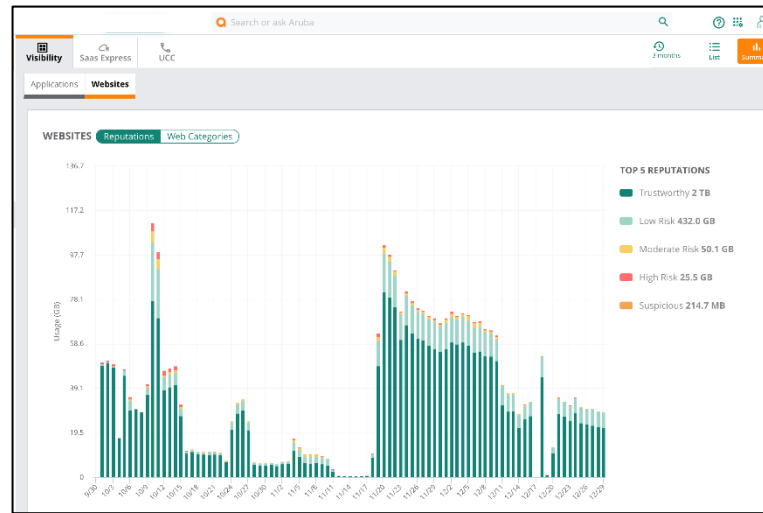 Search or ask Aruba
Visibility
Saas Express
UCC
3 months
List
Summa
Applications
Websites
WEBSITES
Reputations
Web Categories
Usage (GB)
136.7
117.2
97.7
78.1
58.6
39.1
19.5
0
9/30 10/3 10/6 10/9 10/12 10/15 10/18 10/21 10/24 10/27 10/30 11/2 11/5 11/8 11/11 11/14 11/17 11/20 11/23 11/26 11/29 12/2 12/5 12/8 12/11 12/14 12/17 12/20 12/23 12/26 12/29
TOP 5 REPUTATIONS
Trustworthy 2 TB
Low Risk 432.0 GB
Moderate Risk 50.1 GB
High Risk 25.5 GB
Suspicious 214.7 MB